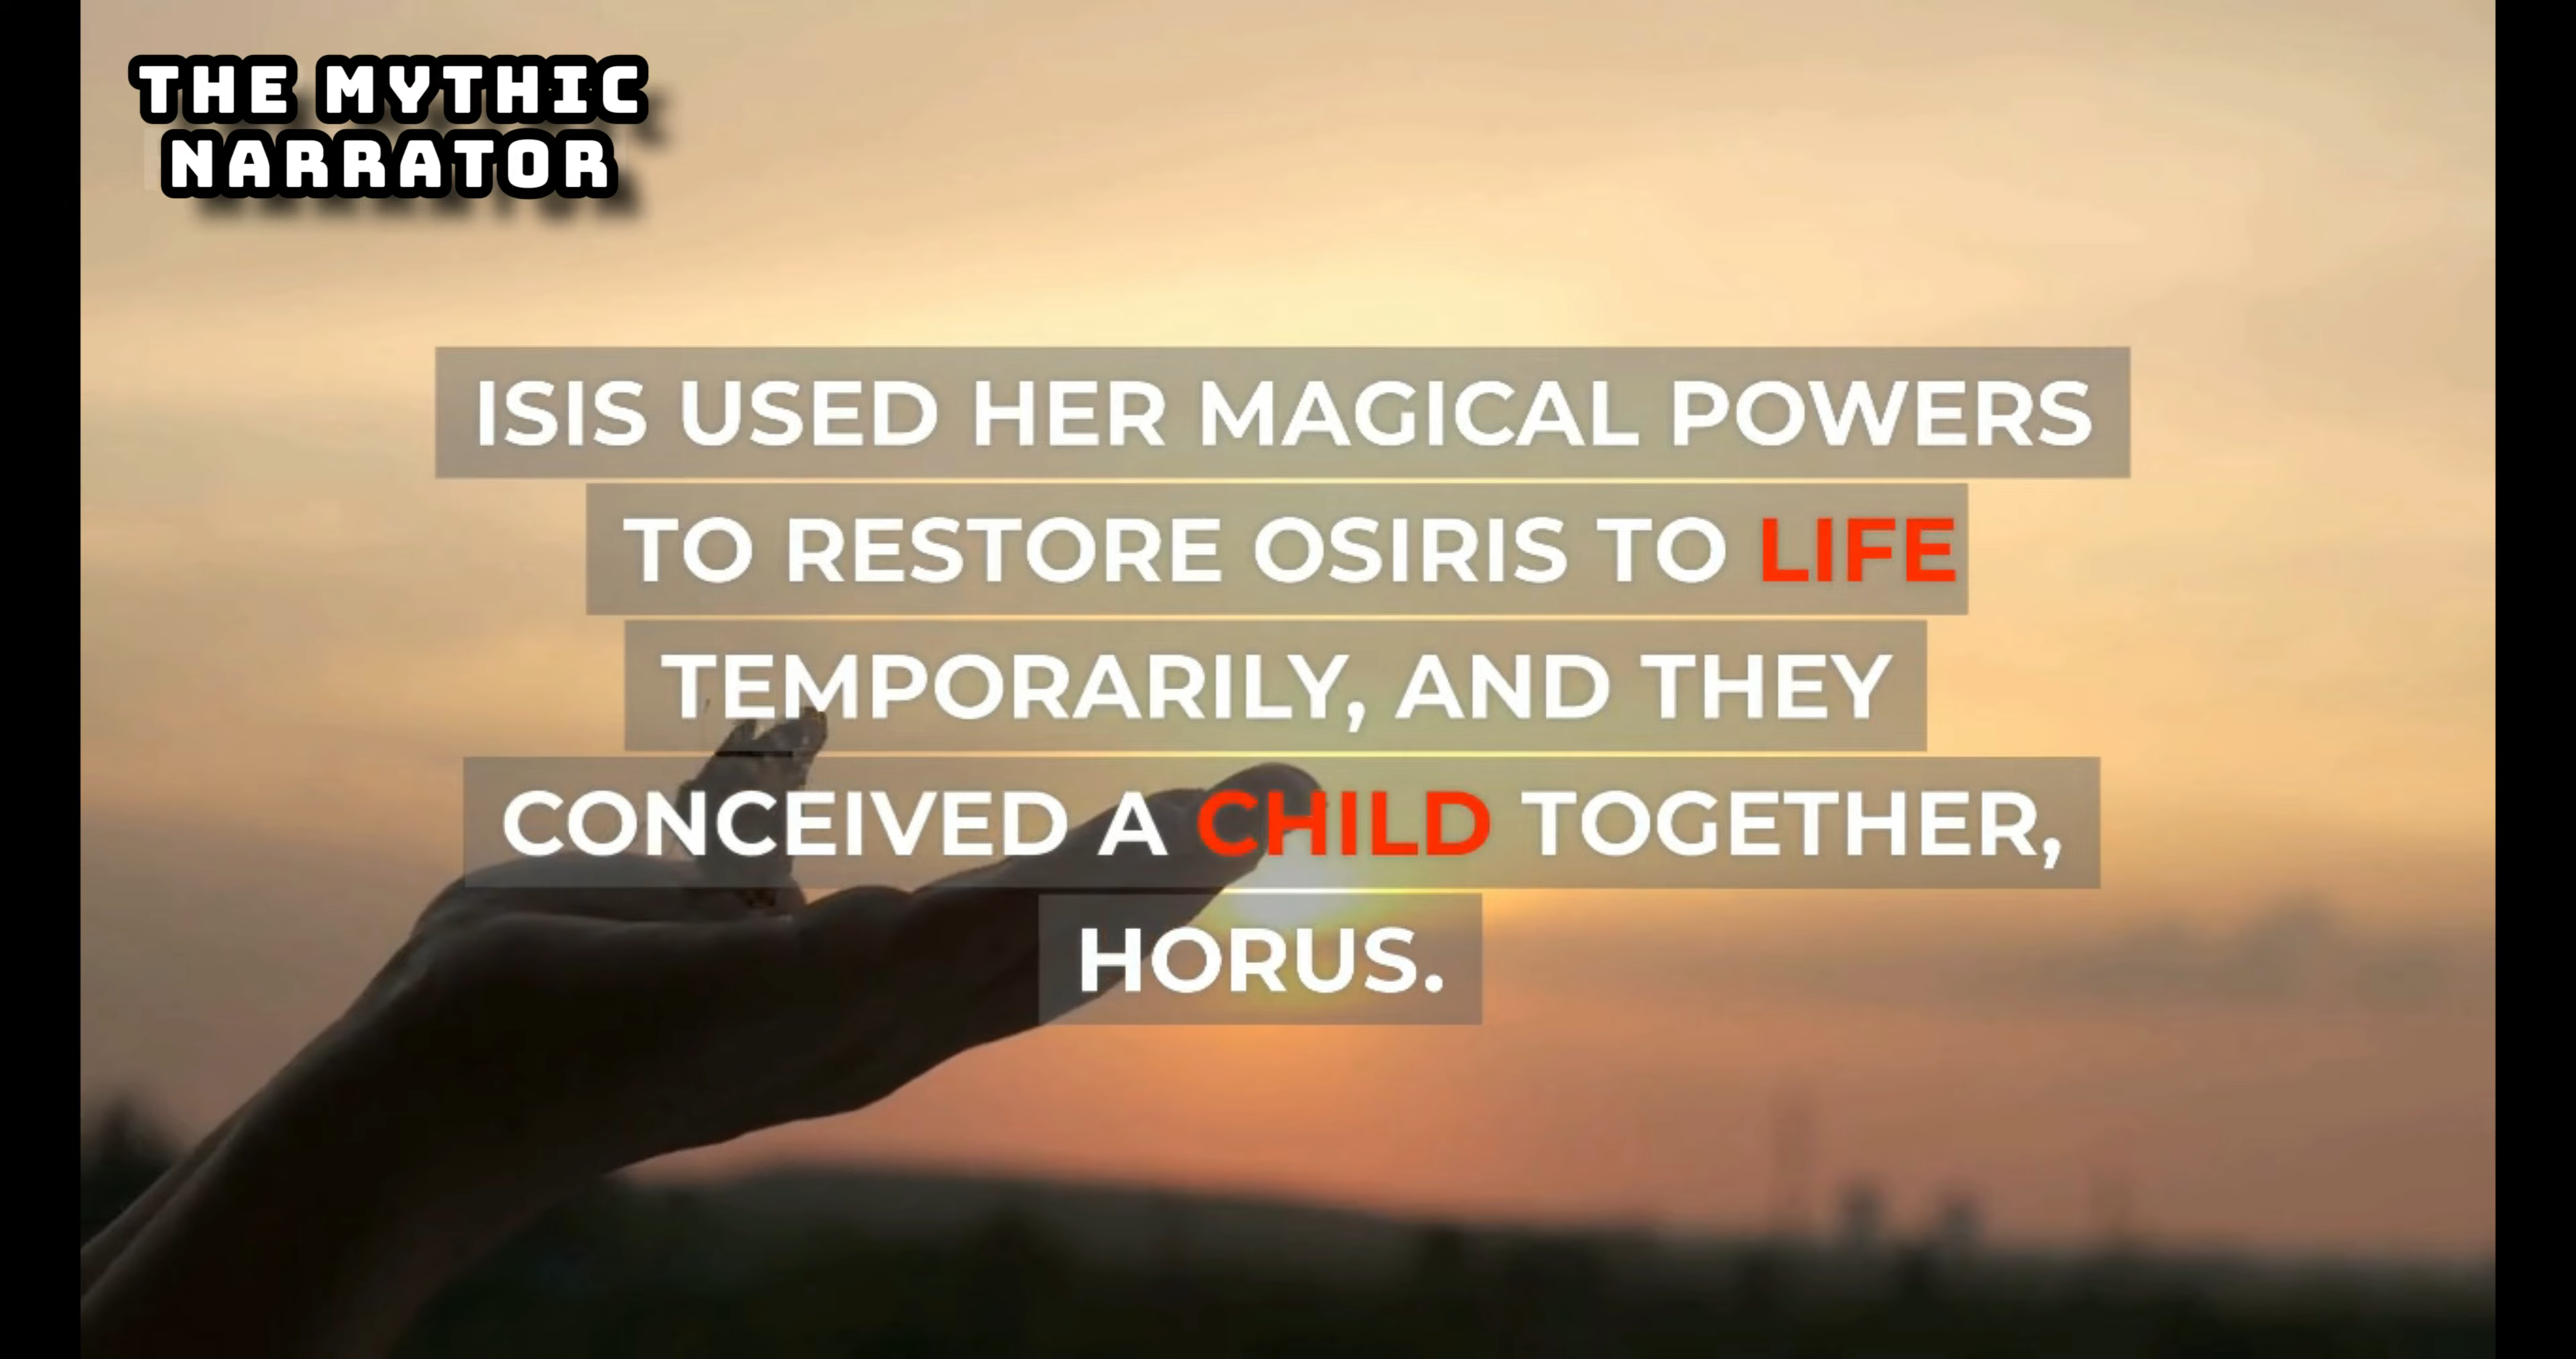 THE MYTHIC
NARRATOR
ISIS USED HER MAGICAL POWERS
TO RESTORE OSIRIS TO LIFE
TEMPORARILY, AND THEY
CONCEIVED A CHILD TOGETHER,
HORUS.